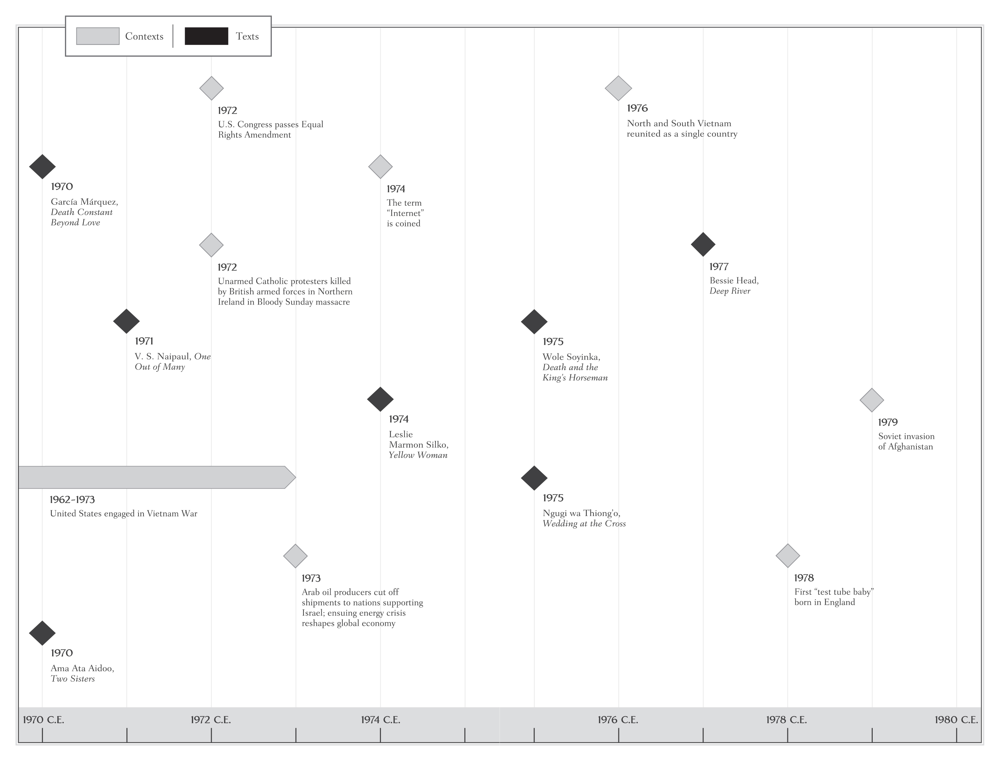 Contexts
Texts
1972
U.S. Congress passes Equal
Rights Amendment
1976
North and South Vietnam
reunited as a single country
1970
García Márquez,
Death Constant
Beyond Love
1974
The term
“Internet”
is coined
1972
Unarmed Catholic protesters killed
by British armed forces in Northern
Ireland in Bloody Sunday massacre
1977
Bessie Head,
Deep River
1971
V. S. Naipaul, One
Out of Many
1975
Wole Soyinka,
Death and the
King’s Horseman
1974
Leslie
Marmon Silko,
Yellow Woman
1979
Soviet invasion
of Afghanistan
1962–1973
United States engaged in Vietnam War
1975
Ngugi wa Thiong’o,
Wedding at the Cross
1973
Arab oil producers cut off
shipments to nations supporting
Israel; ensuing energy crisis
reshapes global economy
1978
First “test tube baby”
born in England
1970
Ama Ata Aidoo,
Two Sisters
1970 C.E.
1972 C.E.
1974 C.E.
1976 C.E.
1978 C.E.
1980 C.E.